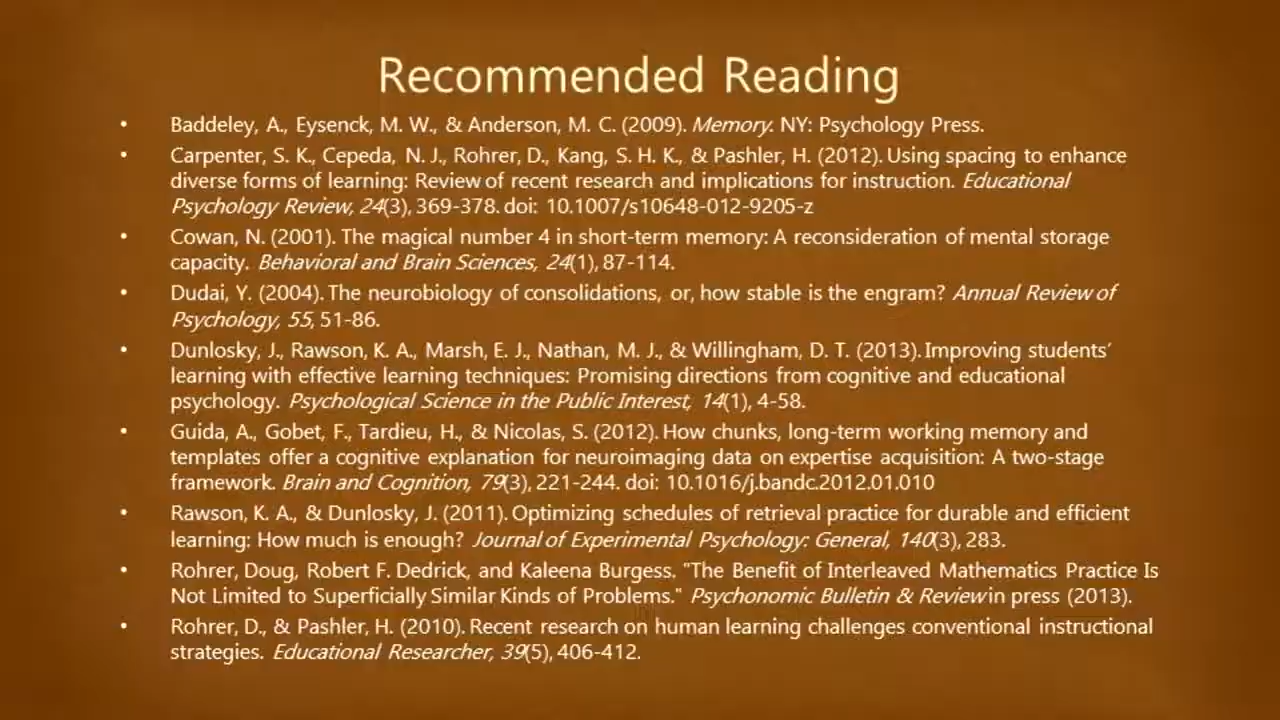 Recommended Reading
• Baddeley, A., Eysenck, M. W., & Anderson, M. C. (2009). Memory. NY: Psychology Press.
• Carpenter, S. K., Cepeda, N. J., Rohrer, D., Kang, S. H. K., & Pashler, H. (2012). Using spacing to enhance
diverse forms of learning: Review of recent research and implications for instruction. Educational
Psychology Review, 24(3), 369-378. doi: 10.1007/s10648-012-9205-z
• Cowan, N. (2001). The magical number 4 in short-term memory: A reconsideration of mental storage
capacity. Behavioral and Brain Sciences, 24(1), 87-114.
• Dudai, Y. (2004). The neurobiology of consolidations, or, how stable is the engram? Annual Review of
Psychology, 55, 51-86.
• Dunlosky, J., Rawson, K. A., Marsh, E. J., Nathan, M. J., & Willingham, D. T. (2013). Improving students’
learning with effective learning techniques: Promising directions from cognitive and educational
psychology. Psychological Science in the Public Interest, 14(1), 4-58.
• Guida, A., Gobet, F., Tardieu, H., & Nicolas, S. (2012). How chunks, long-term working memory and
templates offer a cognitive explanation for neuroimaging data on expertise acquisition: A two-stage
framework. Brain and Cognition, 79(3), 221-244. doi: 10.1016/j.bandc.2012.01.010
• Rawson, K. A., & Dunlosky, J. (2011). Optimizing schedules of retrieval practice for durable and efficient
learning: How much is enough? Journal of Experimental Psychology: General, 140(3), 283.
• Rohrer, Doug, Robert F. Dedrick, and Kaleena Burgess. "The Benefit of Interleaved Mathematics Practice Is
Not Limited to Superficially Similar Kinds of Problems." Psychonomic Bulletin & Review in press (2013).
• Rohrer, D., & Pashler, H. (2010). Recent research on human learning challenges conventional instructional
strategies. Educational Researcher, 39(5), 406-412.